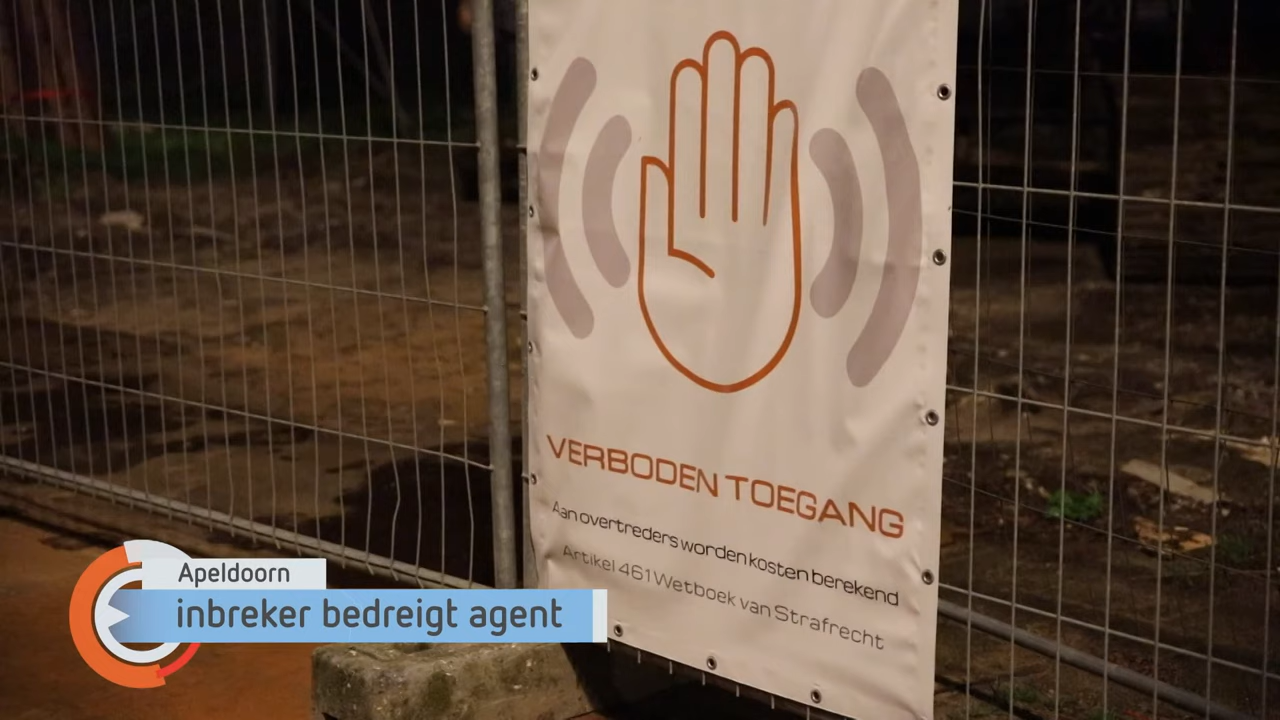 VERBODEN TOEGANG
Aan overtreders worden kosten berekend
Artikel 461 Wetboek van Strafrecht
Apeldoorn
inbreker bedreigt agent